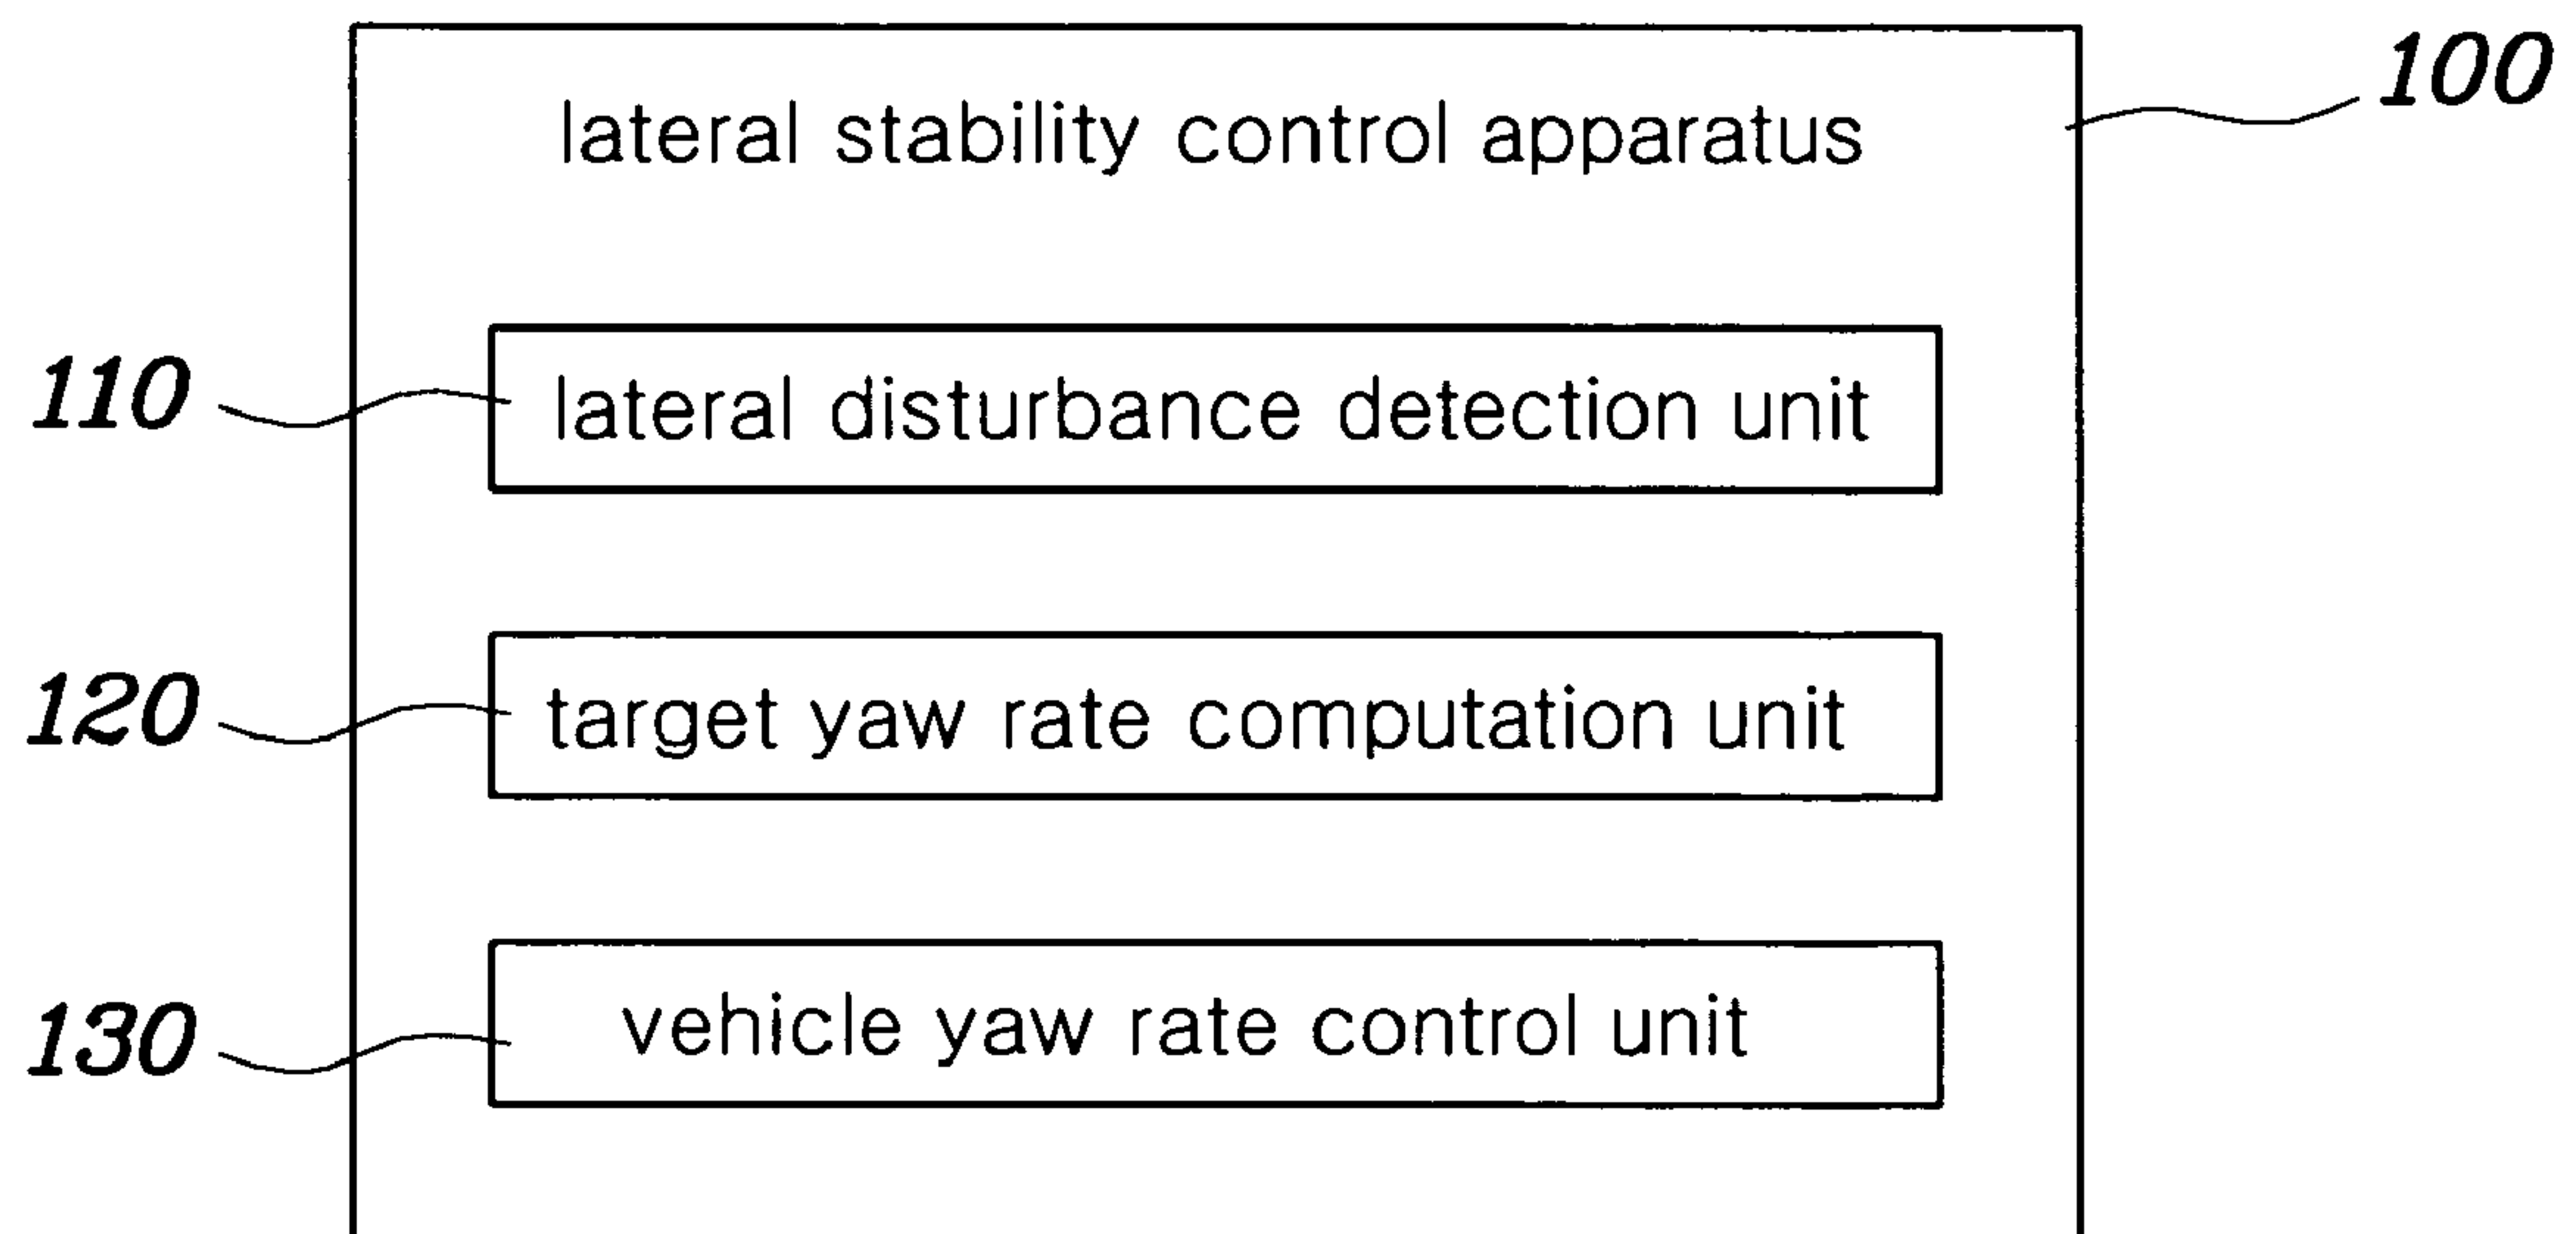 100
lateral stability control apparatus
110
lateral disturbance detection unit
120
target yaw rate computation unit
130
vehicle yaw rate control unit